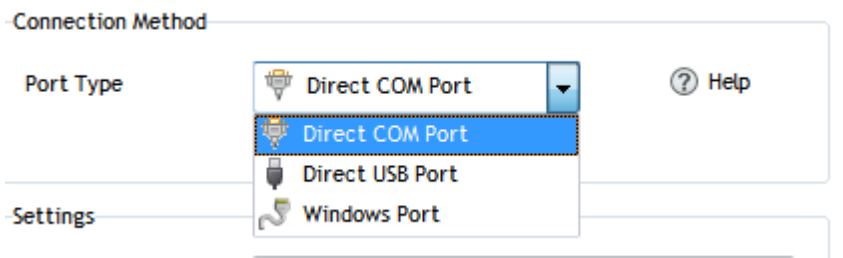 Connection Method
Port Type
Direct COM Port
? Help
Direct COM Port
Direct USB Port
Windows Port
Settings